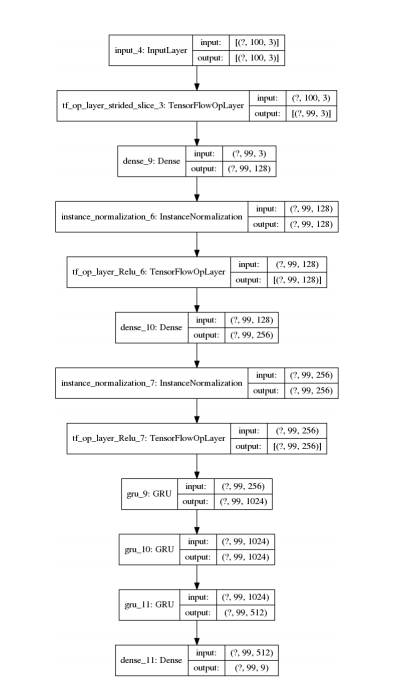 input_4: InputLayer input: [(?, 100, 3)]
output: [(?, 100, 3)]
tf_op_layer_strided_slice_3: TensorFlowOpLayer input: (?, 100, 3)
output: [(?, 99, 3)]
dense_9: Dense input: (?, 99, 3)
output: (?, 99, 128)
instance_normalization_6: InstanceNormalization input: (?, 99, 128)
output: (?, 99, 128)
tf_op_layer_Relu_6: TensorFlowOpLayer input: (?, 99, 128)
output: [(?, 99, 128)]
dense_10: Dense input: (?, 99, 128)
output: (?, 99, 256)
instance_normalization_7: InstanceNormalization input: (?, 99, 256)
output: (?, 99, 256)
tf_op_layer_Relu_7: TensorFlowOpLayer input: (?, 99, 256)
output: [(?, 99, 256)]
gru_9: GRU input: (?, 99, 256)
output: (?, 99, 1024)
gru_10: GRU input: (?, 99, 1024)
output: (?, 99, 1024)
gru_11: GRU input: (?, 99, 1024)
output: (?, 99, 512)
dense_11: Dense input: (?, 99, 512)
output: (?, 99, 9)